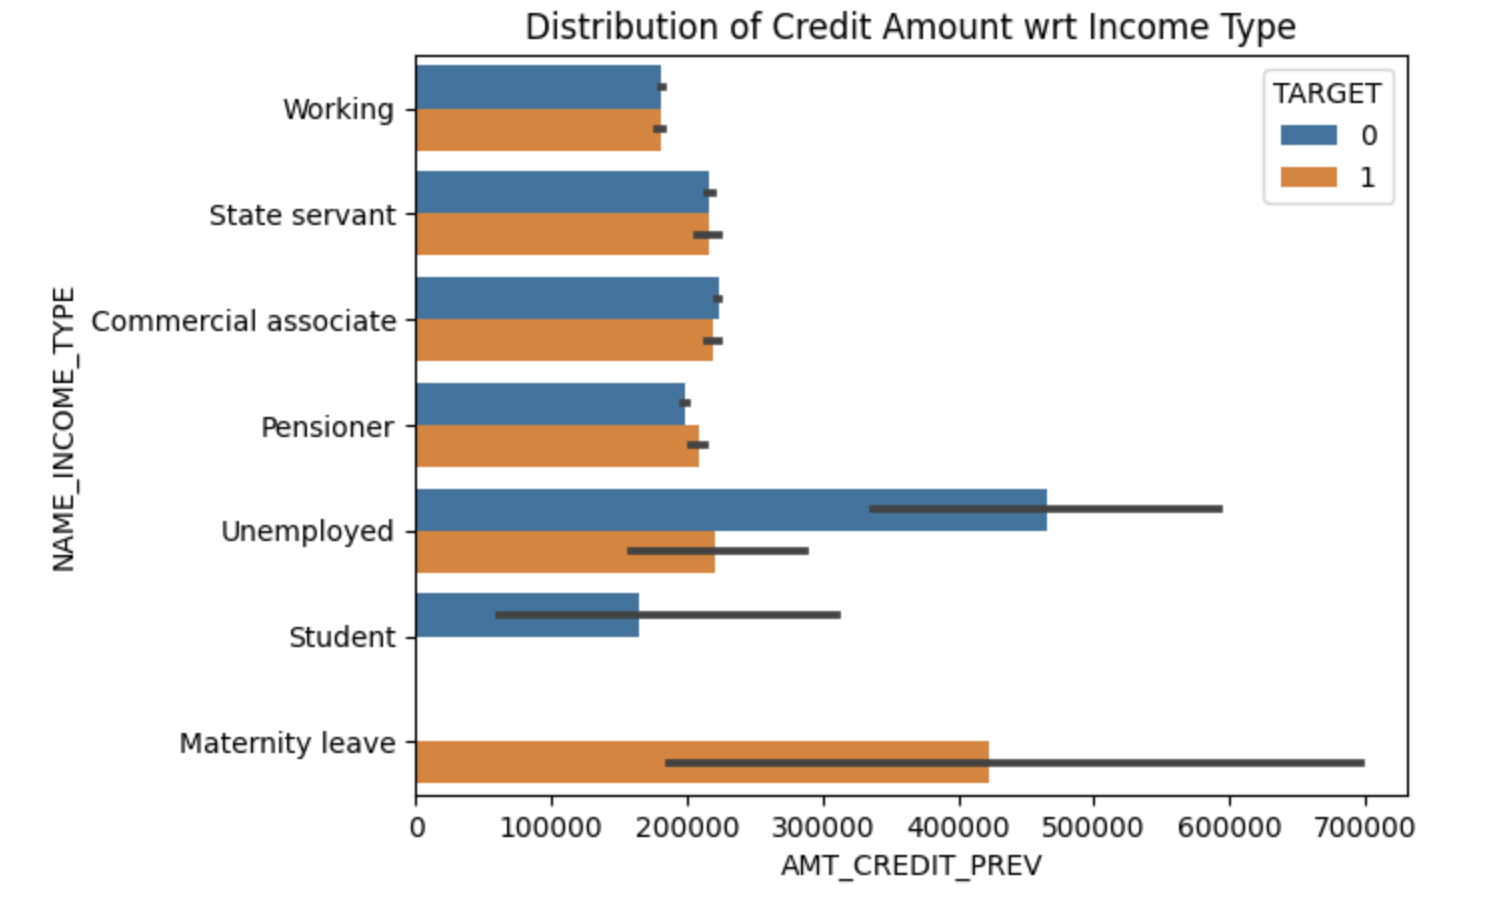 Distribution of Credit Amount wrt Income Type
TARGET
0
1
NAME_INCOME_TYPE
Working
State servant
Commercial associate
Pensioner
Unemployed
Student
Maternity leave
0 100000 200000 300000 400000 500000 600000 700000
AMT_CREDIT_PREV